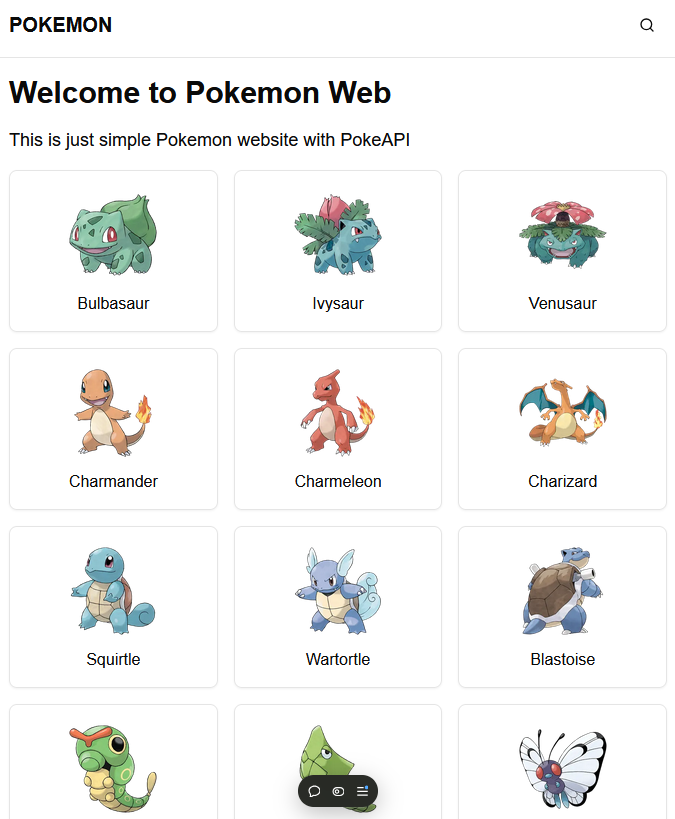 POKEMON
Welcome to Pokemon Web
This is just simple Pokemon website with PokeAPI
Bulbasaur
Ivysaur
Venusaur
Charmander
Charmeleon
Charizard
Squirtle
Wartortle
Blastoise